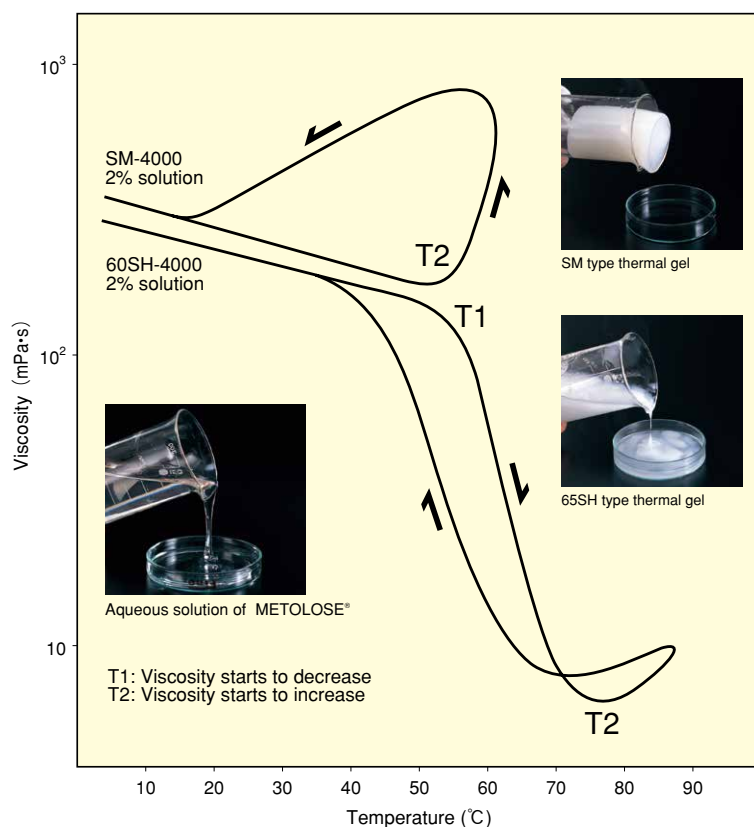 10³
SM-4000
2% solution
T2
SM type thermal gel
60SH-4000
2% solution
T1
10²
Viscosity (mPa•s)
65SH type thermal gel
Aqueous solution of METOLOSE®
10
T1: Viscosity starts to decrease
T2: Viscosity starts to increase
T2
10 20 30 40 50 60 70 80 90
Temperature (℃)